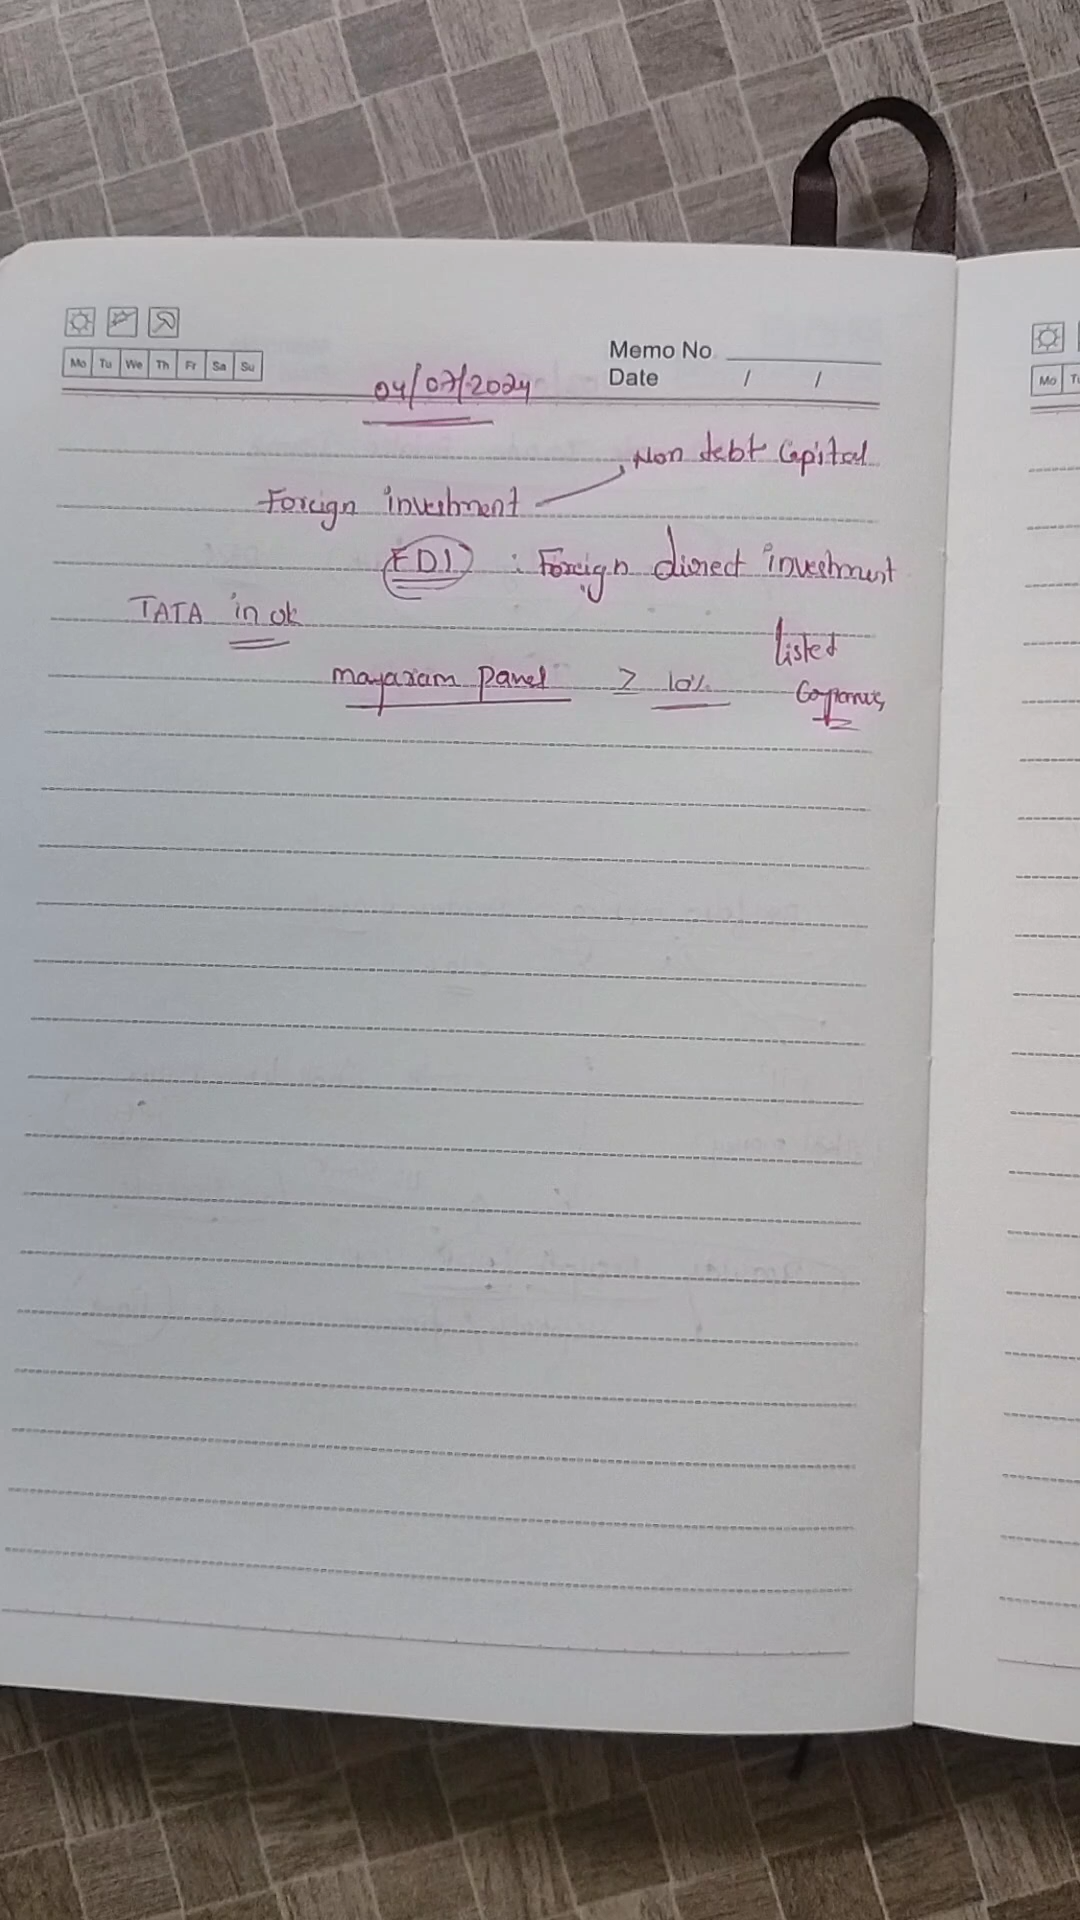 Mo Tu We Th Fr Sa Su
Memo No
Date / /
04/07/2024
Non debt Capital
Foreign investment
FDI : Foreign direct investment
TATA in Uk
listed
mayaram Panel ≥ 10%
Companies
Mo